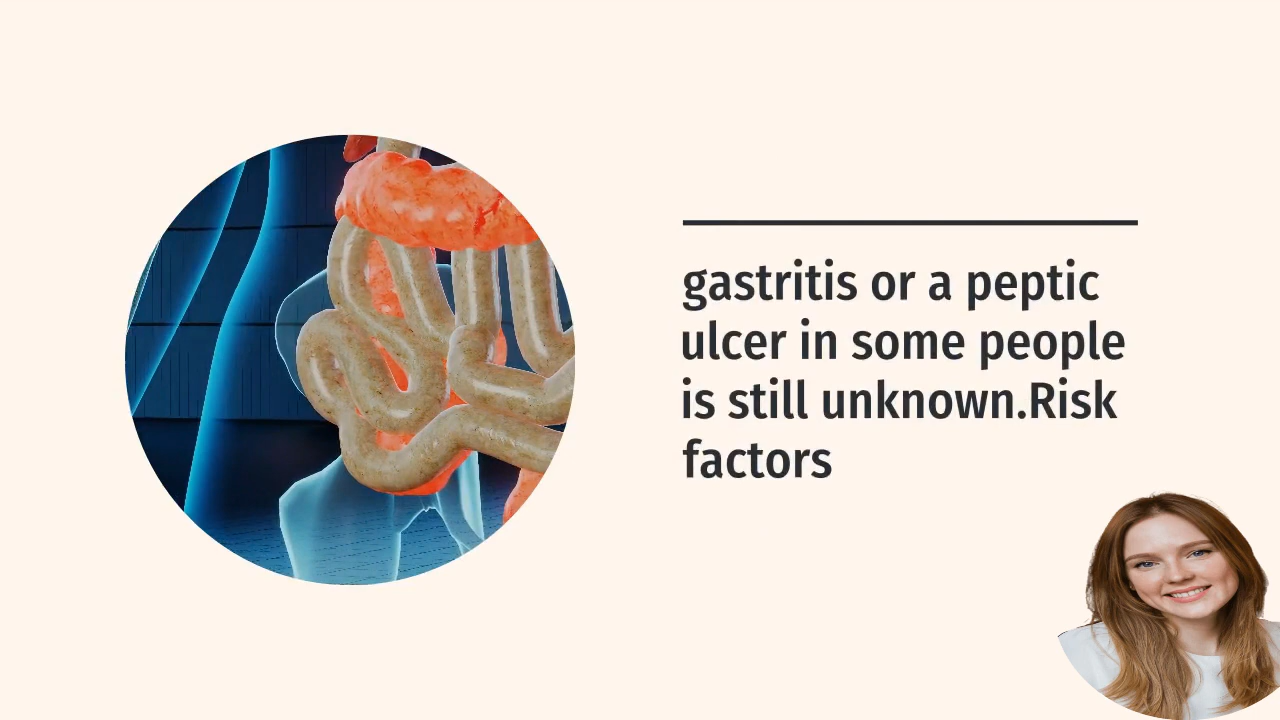 gastritis or a peptic
ulcer in some people
is still unknown.Risk
factors